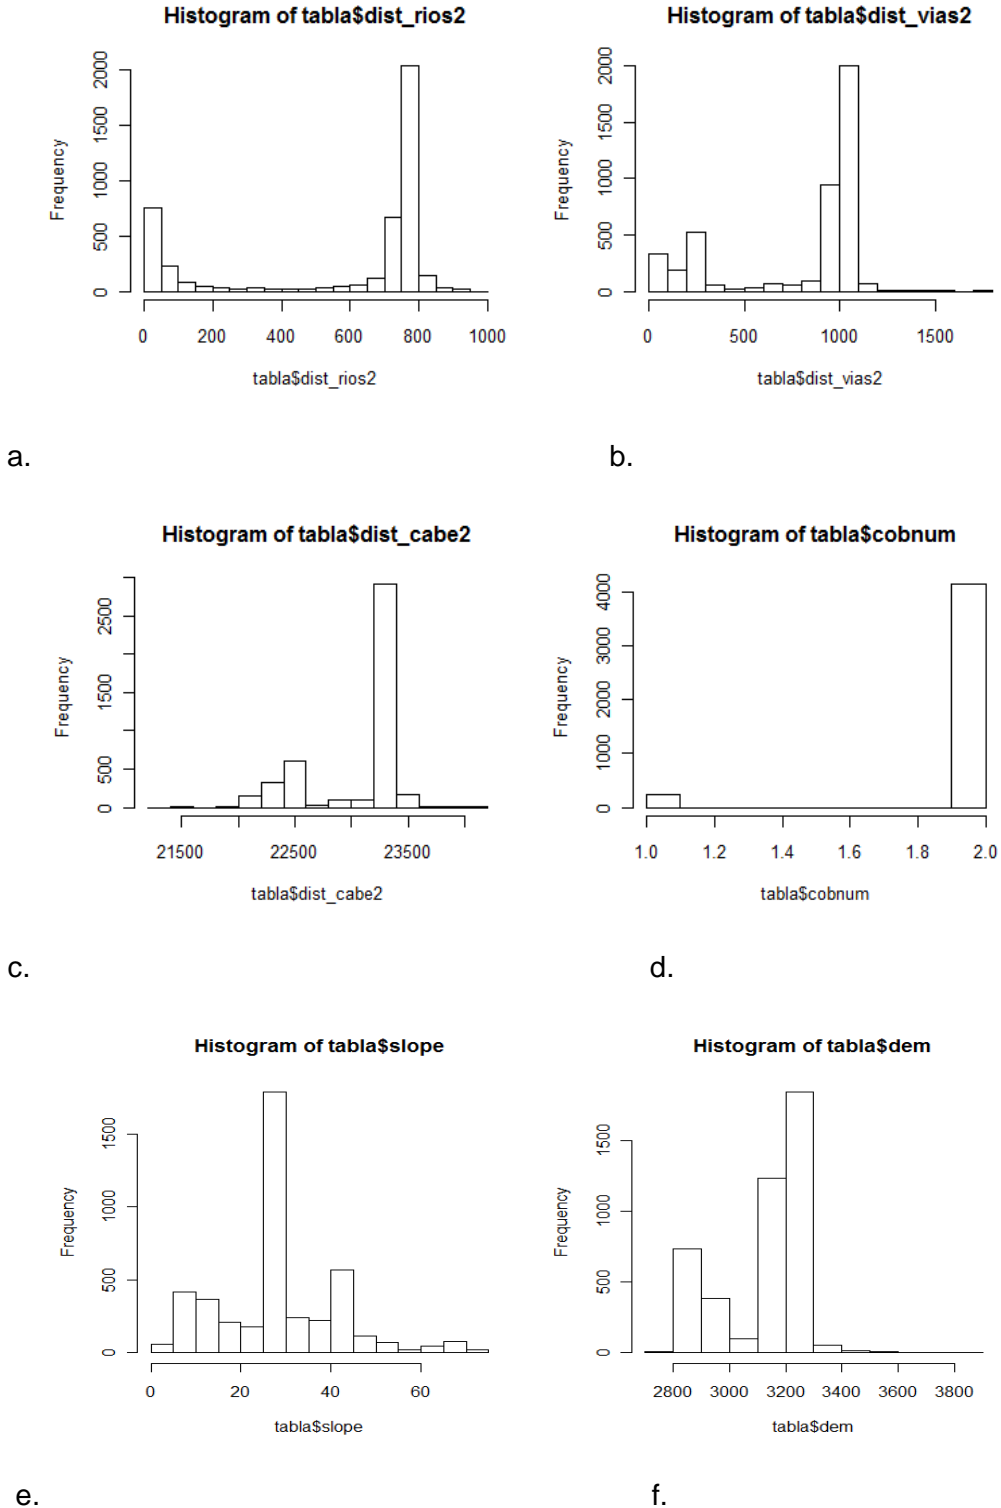 Histogram of tabla$dist_rios2
Frequency
0 500 1000 1500 2000
0 200 400 600 800 1000
tabla$dist_rios2
a.
Histogram of tabla$dist_vias2
Frequency
0 500 1000 1500 2000
0 500 1000 1500
tabla$dist_vias2
b.
Histogram of tabla$dist_cabe2
Frequency
0 500 1500 2500
21500 22500 23500
tabla$dist_cabe2
c.
Histogram of tabla$cobnum
Frequency
0 1000 2000 3000 4000
1.0 1.2 1.4 1.6 1.8 2.0
tabla$cobnum
d.
Histogram of tabla$slope
Frequency
0 500 1000 1500
0 20 40 60
tabla$slope
e.
Histogram of tabla$dem
Frequency
0 500 1000 1500
2800 3000 3200 3400 3600 3800
tabla$dem
f.